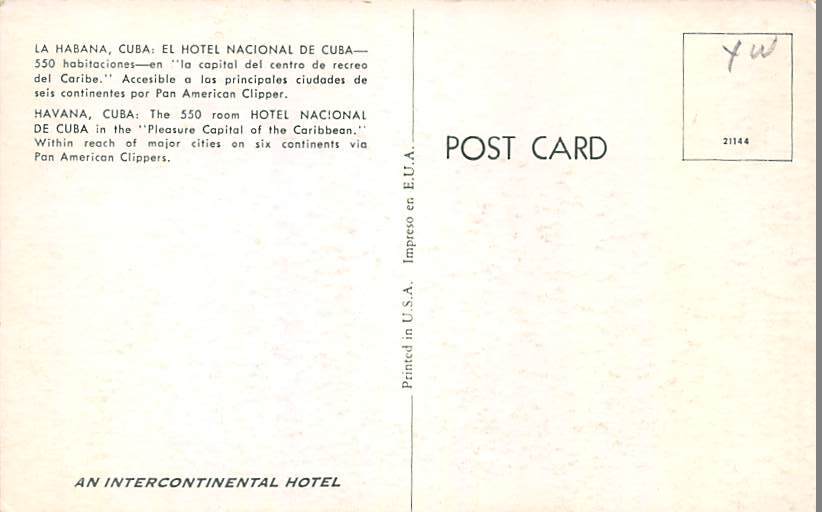 LA HABANA, CUBA: EL HOTEL NACIONAL DE CUBA—
550 habitaciones—en "la capital del centro de recreo
del Caribe." Accesible a las principales ciudades de
seis continentes por Pan American Clipper.
HAVANA, CUBA: The 550 room HOTEL NACIONAL
DE CUBA in the "Pleasure Capital of the Caribbean."
Within reach of major cities on six continents via
Pan American Clippers.
AN INTERCONTINENTAL HOTEL
Printed in U.S.A. Impreso en E.U.A.
POST CARD
YW
21144